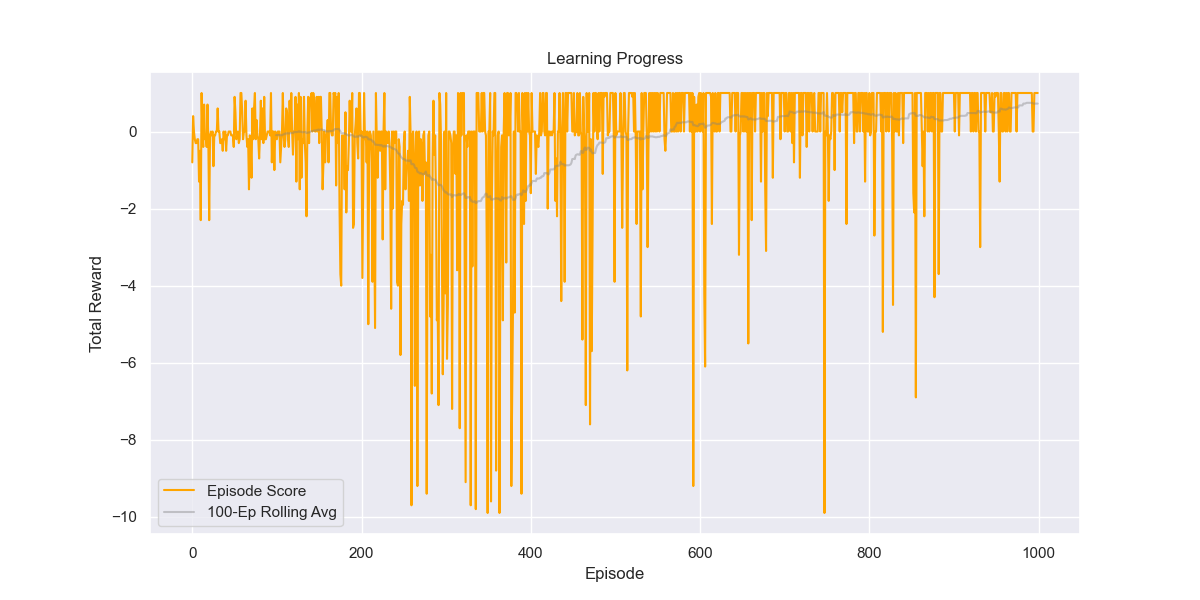 Learning Progress
Total Reward
0
−2
−4
−6
−8
−10
Episode Score
100-Ep Rolling Avg
0
200
400
600
800
1000
Episode